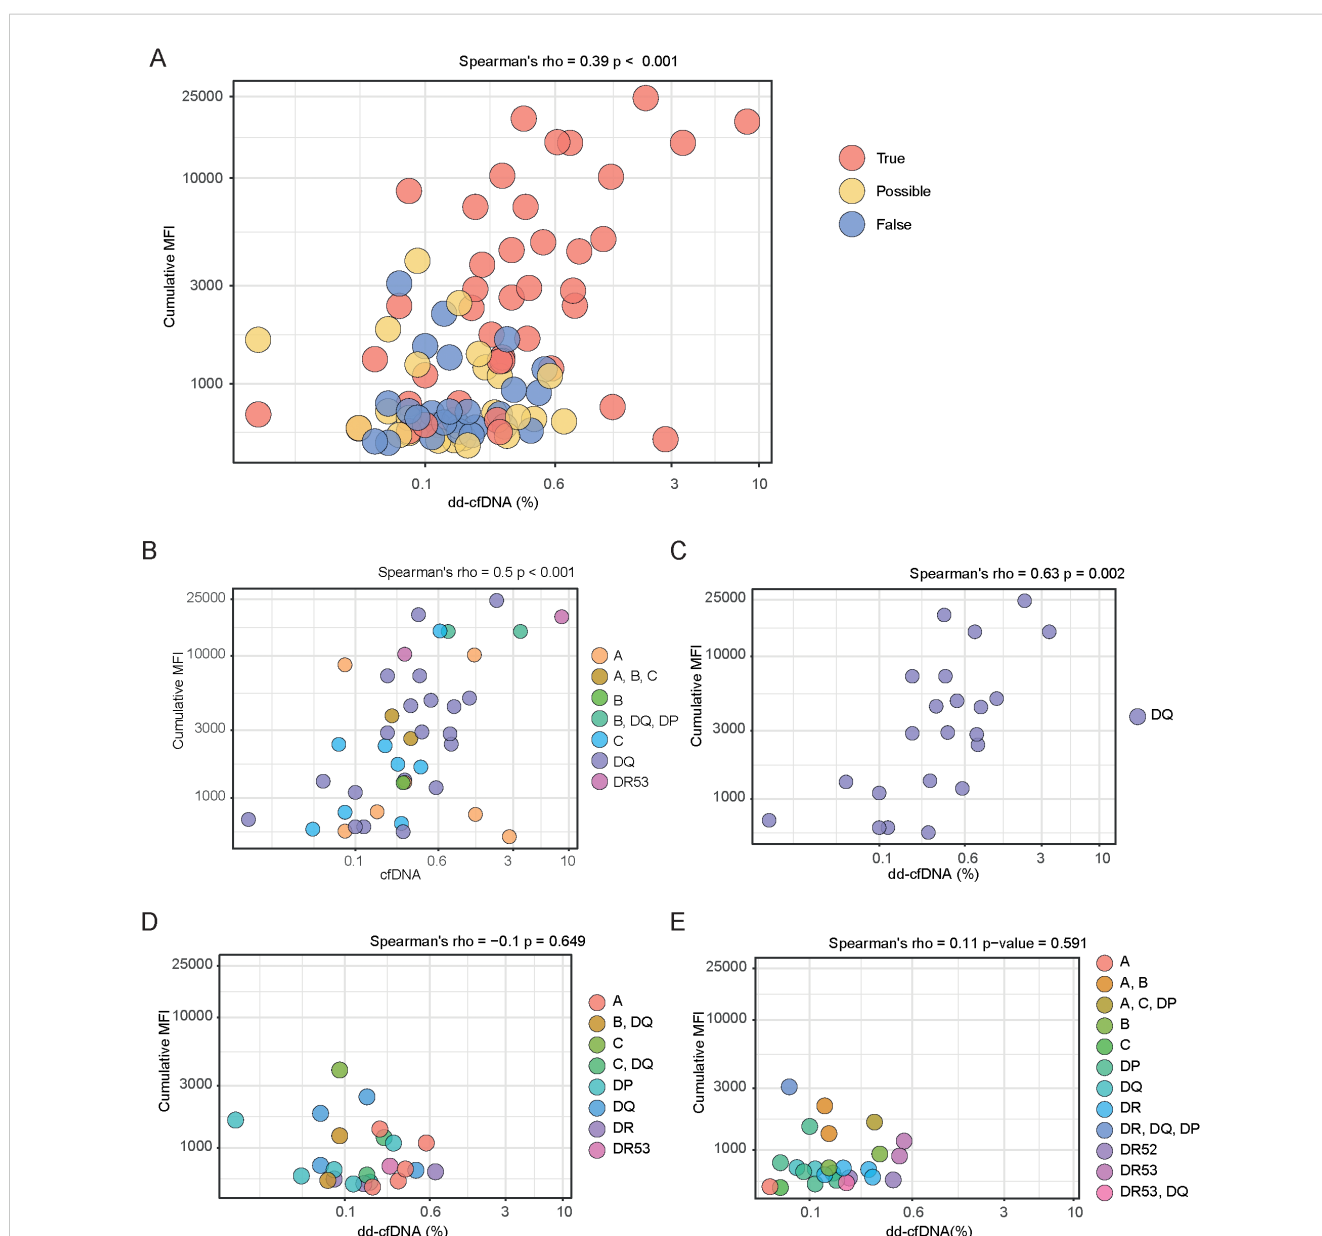 A
Spearman's rho = 0.39 p < 0.001
25000
10000
3000
1000
Cumulative MFI
0.1 0.6 3 10
dd-cfDNA (%)
True
Possible
False
B
Spearman's rho = 0.5 p < 0.001
25000
10000
3000
1000
Cumulative MFI
0.1 0.6 3 10
cfDNA
A
A, B, C
B
B, DQ, DP
C
DQ
DR53
C
Spearman's rho = 0.63 p = 0.002
25000
10000
3000
1000
Cumulative MFI
0.1 0.6 3 10
dd-cfDNA (%)
DQ
D
Spearman's rho = −0.1 p = 0.649
25000
10000
3000
1000
Cumulative MFI
0.1 0.6 3 10
dd-cfDNA (%)
A
B, DQ
C
C, DQ
DP
DQ
DR
DR53
E
Spearman's rho = 0.11 p−value = 0.591
25000
10000
3000
1000
Cumulative MFI
0.1 0.6 3 10
dd-cfDNA(%)
A
A, B
A, C, DP
B
C
DP
DQ
DR
DR, DQ, DP
DR52
DR53
DR53, DQ